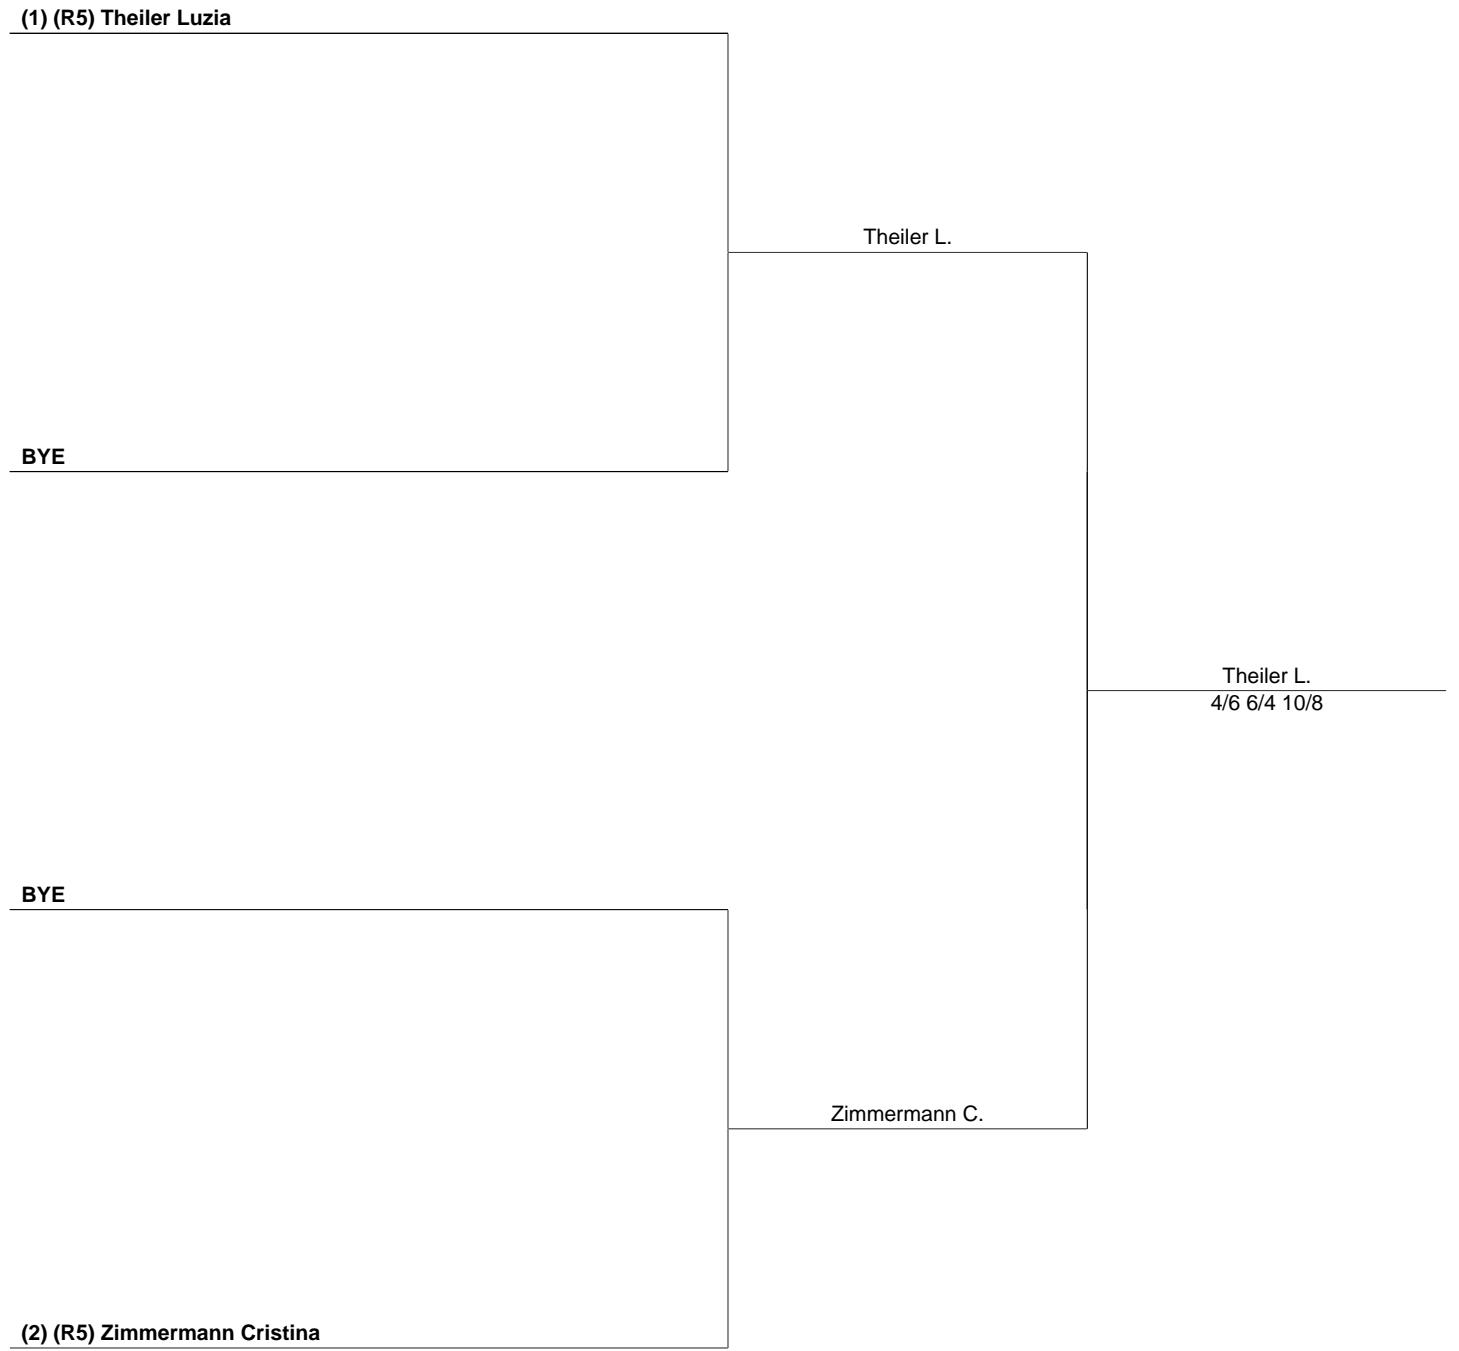 (1) (R5) Theiler Luzia
Theiler L.
BYE
Theiler L.
4/6 6/4 10/8
BYE
Zimmermann C.
(2) (R5) Zimmermann Cristina